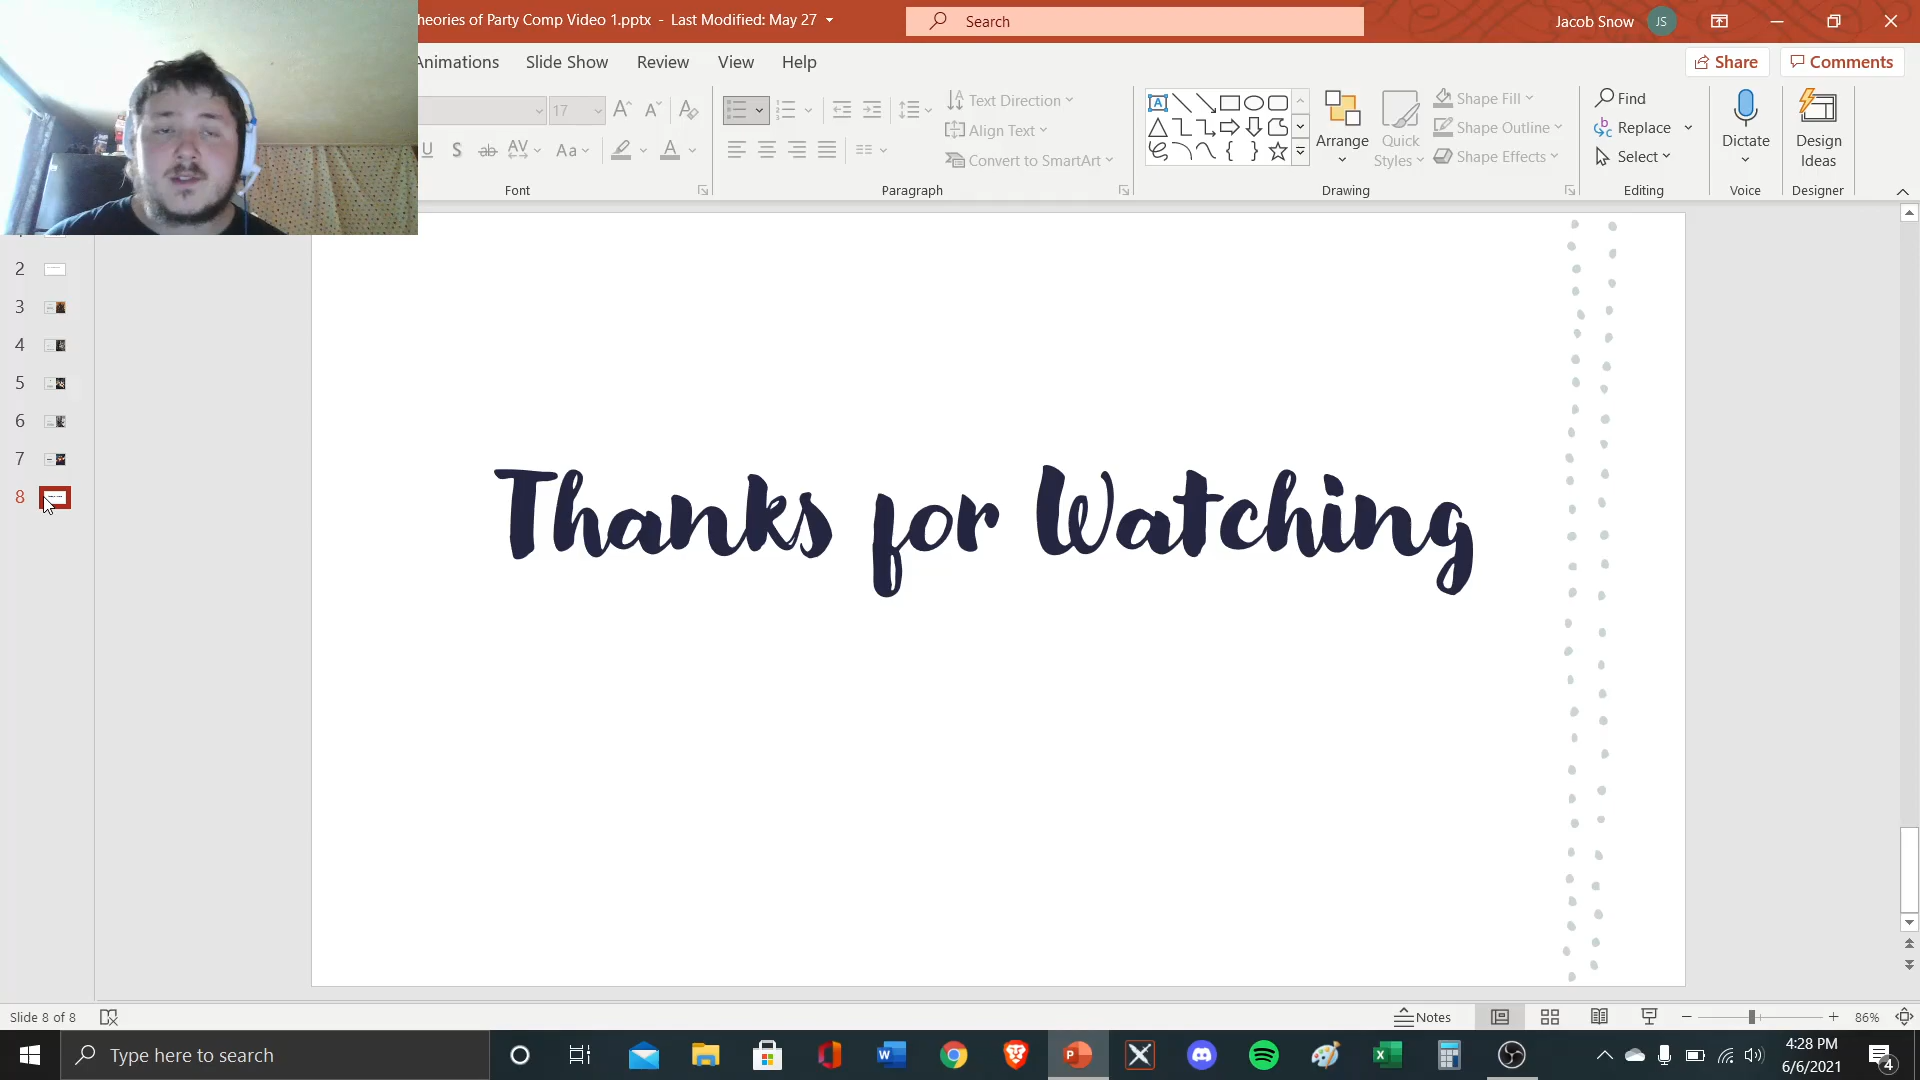 heories of Party Comp Video 1.pptx - Last Modified: May 27
Search
Jacob Snow
JS
Animations
Slide Show
Review
View
Help
Share
Comments
17
Text Direction
Align Text
Convert to SmartArt
Arrange
Quick
Styles
Shape Fill
Shape Outline
Shape Effects
Find
Replace
Select
Dictate
Design
Ideas
Font
Paragraph
Drawing
Editing
Voice
Designer
2
3
4
5
6
7
8
Thanks for Watching
Slide 8 of 8
Notes
86%
Type here to search
4:28 PM
6/6/2021
4